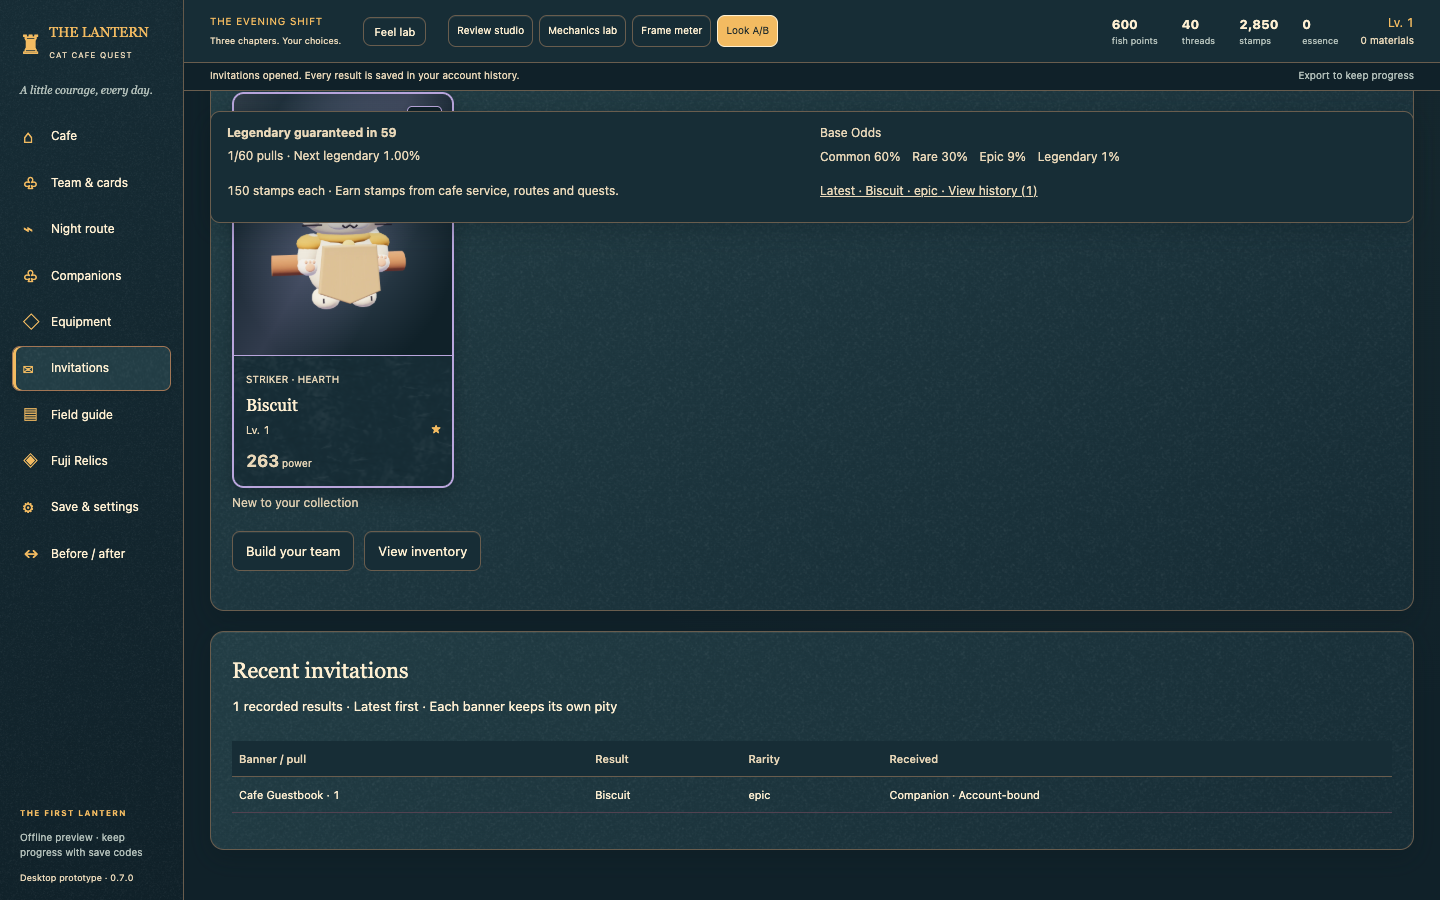 THE LANTERN
CAT CAFE QUEST
A little courage, every day.
Cafe
Team & cards
Night route
Companions
Equipment
Invitations
Field guide
Fuji Relics
Save & settings
Before / after
THE FIRST LANTERN
Offline preview · keep
progress with save codes
Desktop prototype · 0.7.0
THE EVENING SHIFT
Three chapters. Your choices.
Feel lab
Review studio
Mechanics lab
Frame meter
Look A/B
600
fish points
40
threads
2,850
stamps
0
essence
Lv. 1
0 materials
Invitations opened. Every result is saved in your account history.
Export to keep progress
Legendary guaranteed in 59
1/60 pulls · Next legendary 1.00%
150 stamps each · Earn stamps from cafe service, routes and quests.
Base Odds
Common 60% Rare 30% Epic 9% Legendary 1%
Latest · Biscuit · epic · View history (1)
STRIKER · HEARTH
Biscuit
Lv. 1
263 power
New to your collection
Build your team
View inventory
Recent invitations
1 recorded results · Latest first · Each banner keeps its own pity
Banner / pull Result Rarity Received
Cafe Guestbook · 1 Biscuit epic Companion · Account-bound